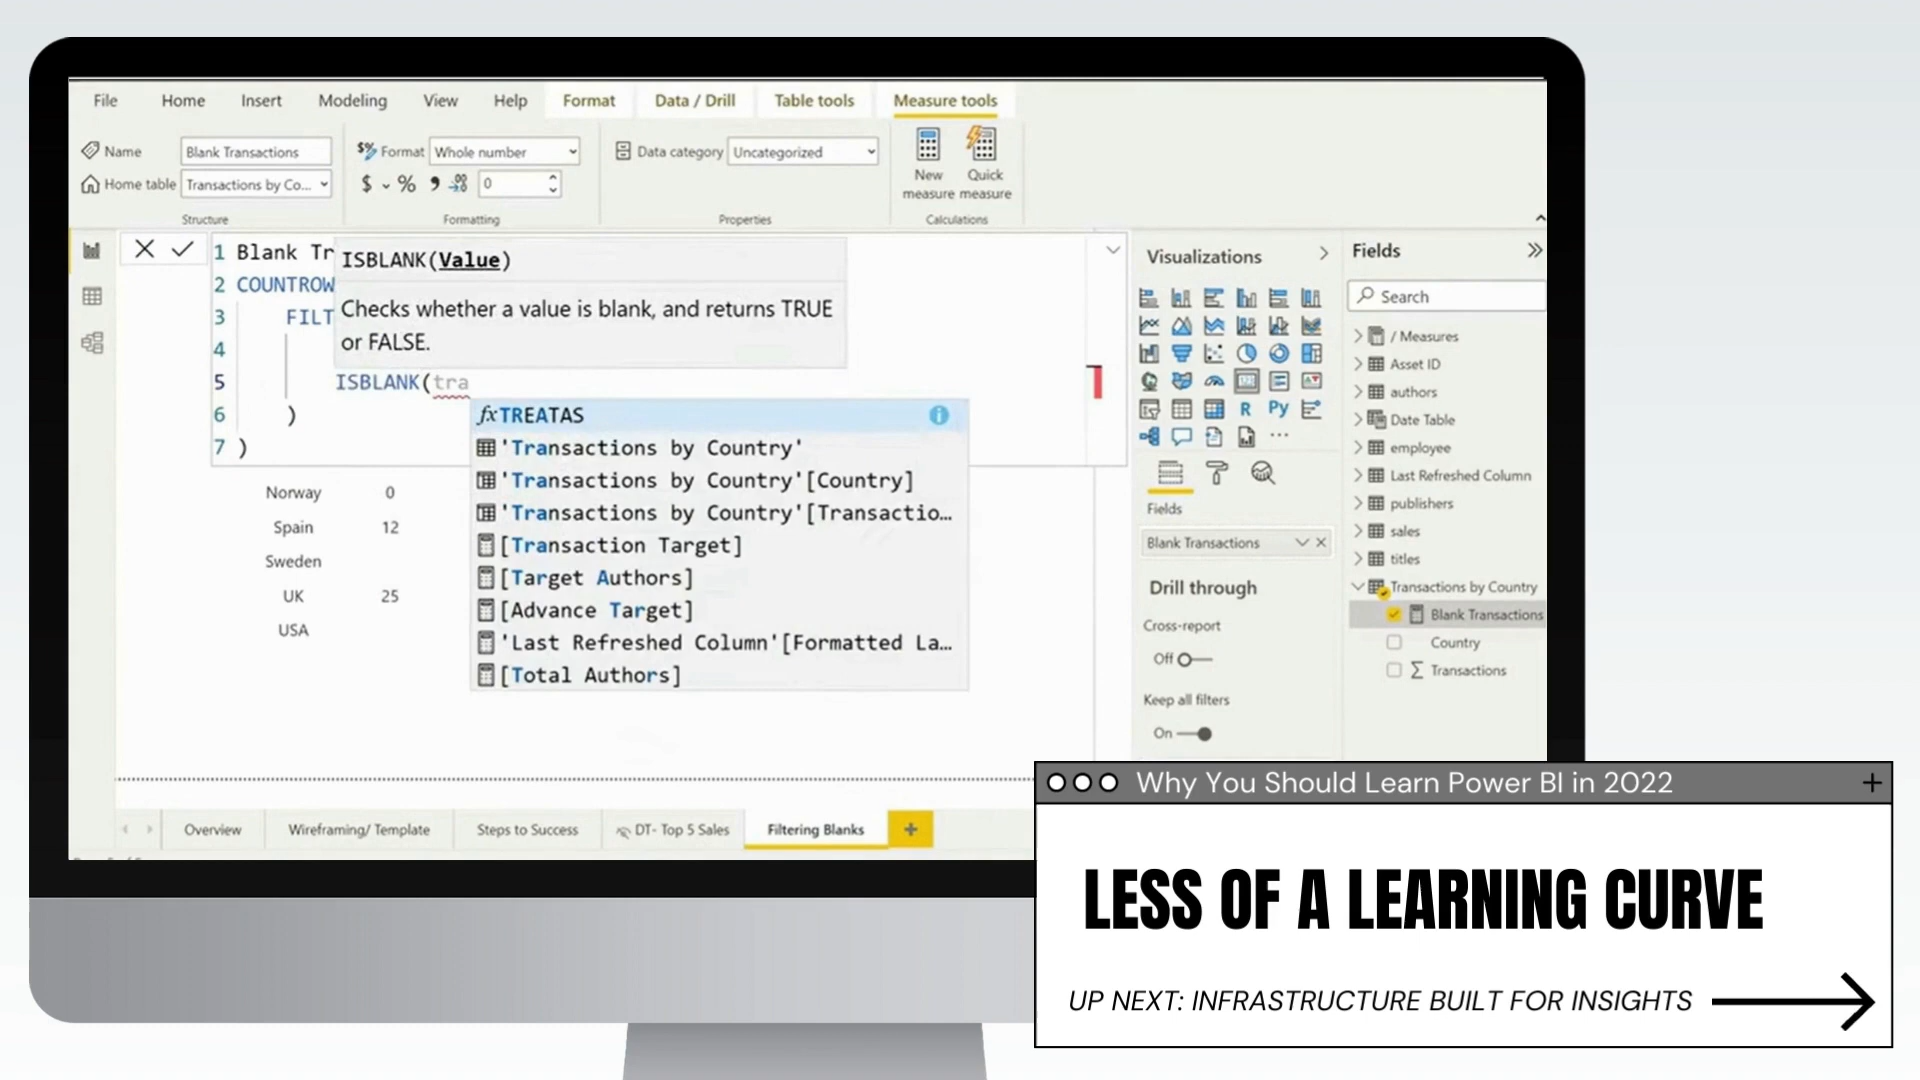 File Home Insert Modeling View Help Format Data / Drill Table tools Measure tools
Name Blank Transactions
Home table Transactions by Co...
Structure
$% Format Whole number
$ % , .00 0
Formatting
Data category Uncategorized
Properties
New measure
Quick measure
Calculations
1 Blank Tr
2 COUNTROW
3 FILT
4
5 ISBLANK(tra
6 )
7 )
ISBLANK(Value)
Checks whether a value is blank, and returns TRUE
or FALSE.
fx TREATAS
'Transactions by Country'
'Transactions by Country'[Country]
'Transactions by Country'[Transactio...
[Transaction Target]
[Target Authors]
[Advance Target]
'Last Refreshed Column'[Formatted La...
[Total Authors]
Norway 0
Spain 12
Sweden
UK 25
USA
Visualizations
R Py
...
Fields
Blank Transactions
Drill through
Cross-report
Off
Keep all filters
On
Fields
Search
/ Measures
Asset ID
authors
Date Table
employee
Last Refreshed Column
publishers
sales
titles
Transactions by Country
Blank Transactions
Country
Σ Transactions
Overview Wireframing/ Template Steps to Success DT- Top 5 Sales Filtering Blanks +
Why You Should Learn Power BI in 2022 +
LESS OF A LEARNING CURVE
UP NEXT: INFRASTRUCTURE BUILT FOR INSIGHTS